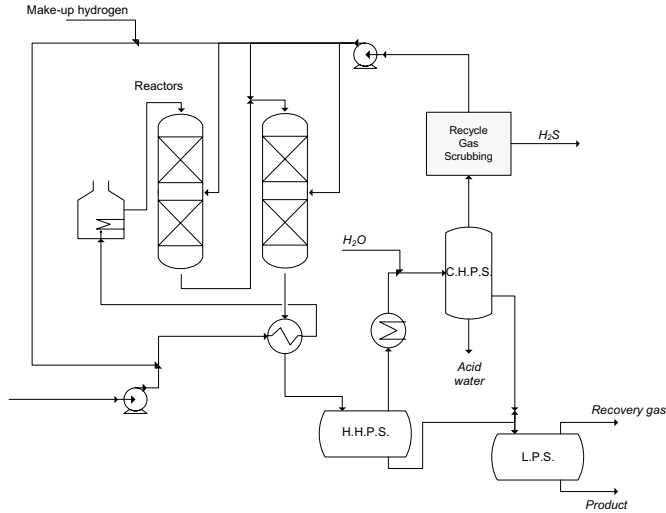 Make-up hydrogen
Reactors
Recycle
Gas
Scrubbing
H2S
H2O
C.H.P.S.
Acid
water
H.H.P.S.
L.P.S.
Recovery gas
Product